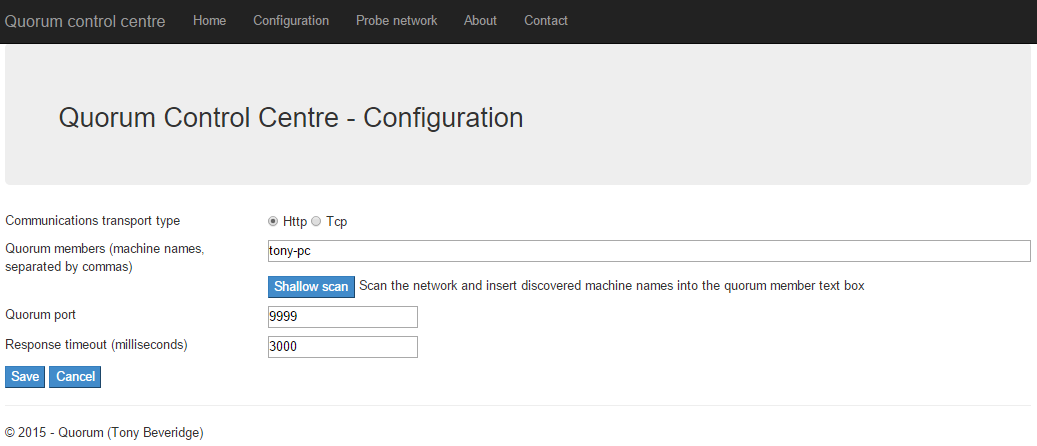 Quorum control centre Home Configuration Probe network About Contact
Quorum Control Centre - Configuration
Communications transport type Http Tcp
Quorum members (machine names, separated by commas) tony-pc
Shallow scan Scan the network and insert discovered machine names into the quorum member text box
Quorum port 9999
Response timeout (milliseconds) 3000
Save Cancel
© 2015 - Quorum (Tony Beveridge)